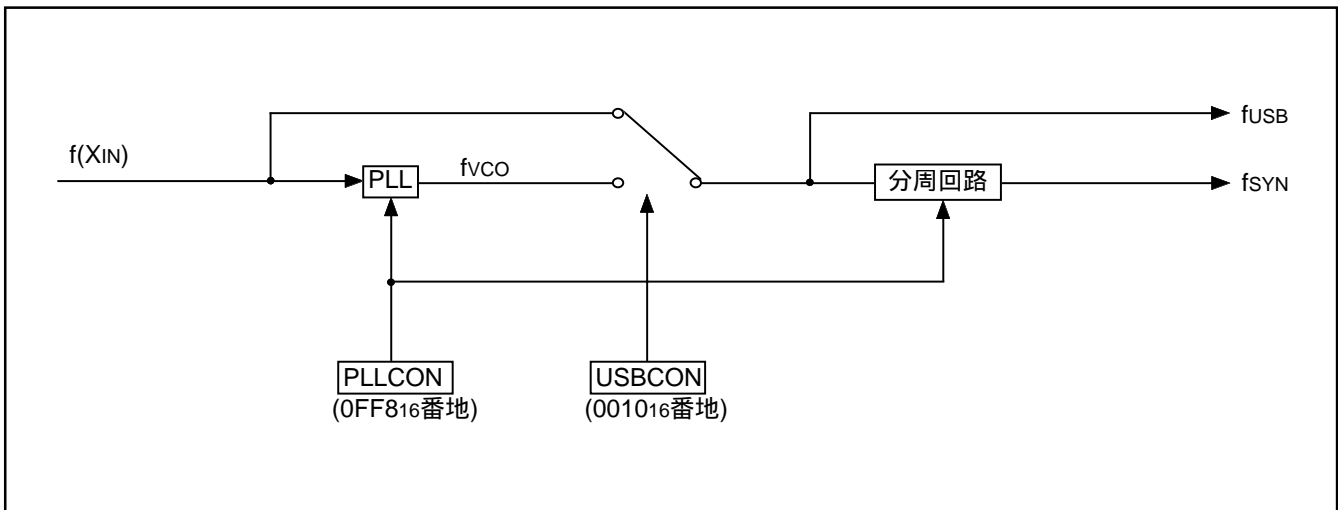 fUSB
f(XIN)
PLL
fVCO
分周回路
fSYN
PLLCON
(0FF816番地)
USBCON
(001016番地)